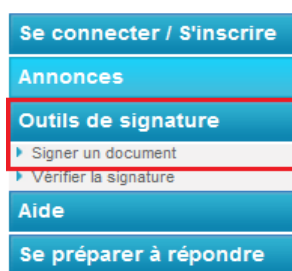 Se connecter / S'inscrire
Annonces
Outils de signature
Signer un document
Vérifier la signature
Aide
Se préparer à répondre